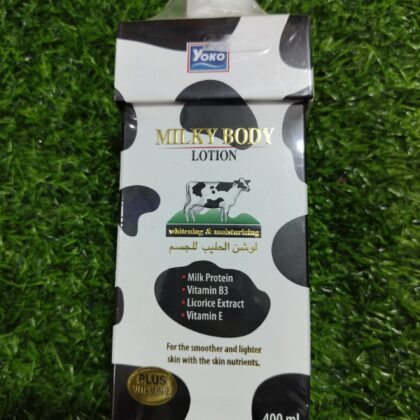 YOKO
MILKY BODY
LOTION
whitening & moisturizing
لوشن الحليب للجسم
• Milk Protein
• Vitamin B3
• Licorice Extract
• Vitamin E
For the smoother and lighter
skin with the skin nutrients.
PLUS
400 ml